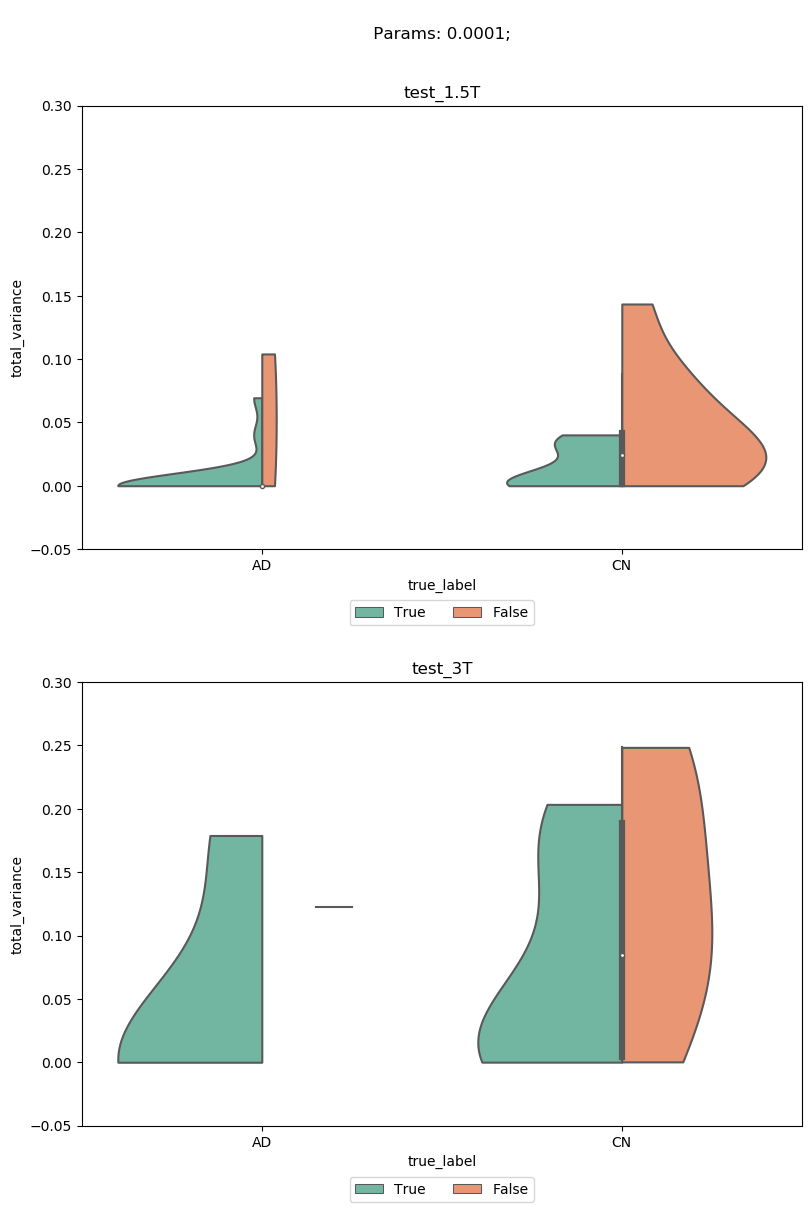 Params: 0.0001;
test_1.5T
0.30
0.25
0.20
0.15
0.10
0.05
0.00
−0.05
total_variance
AD
CN
true_label
True
False
test_3T
0.30
0.25
0.20
0.15
0.10
0.05
0.00
−0.05
total_variance
AD
CN
true_label
True
False